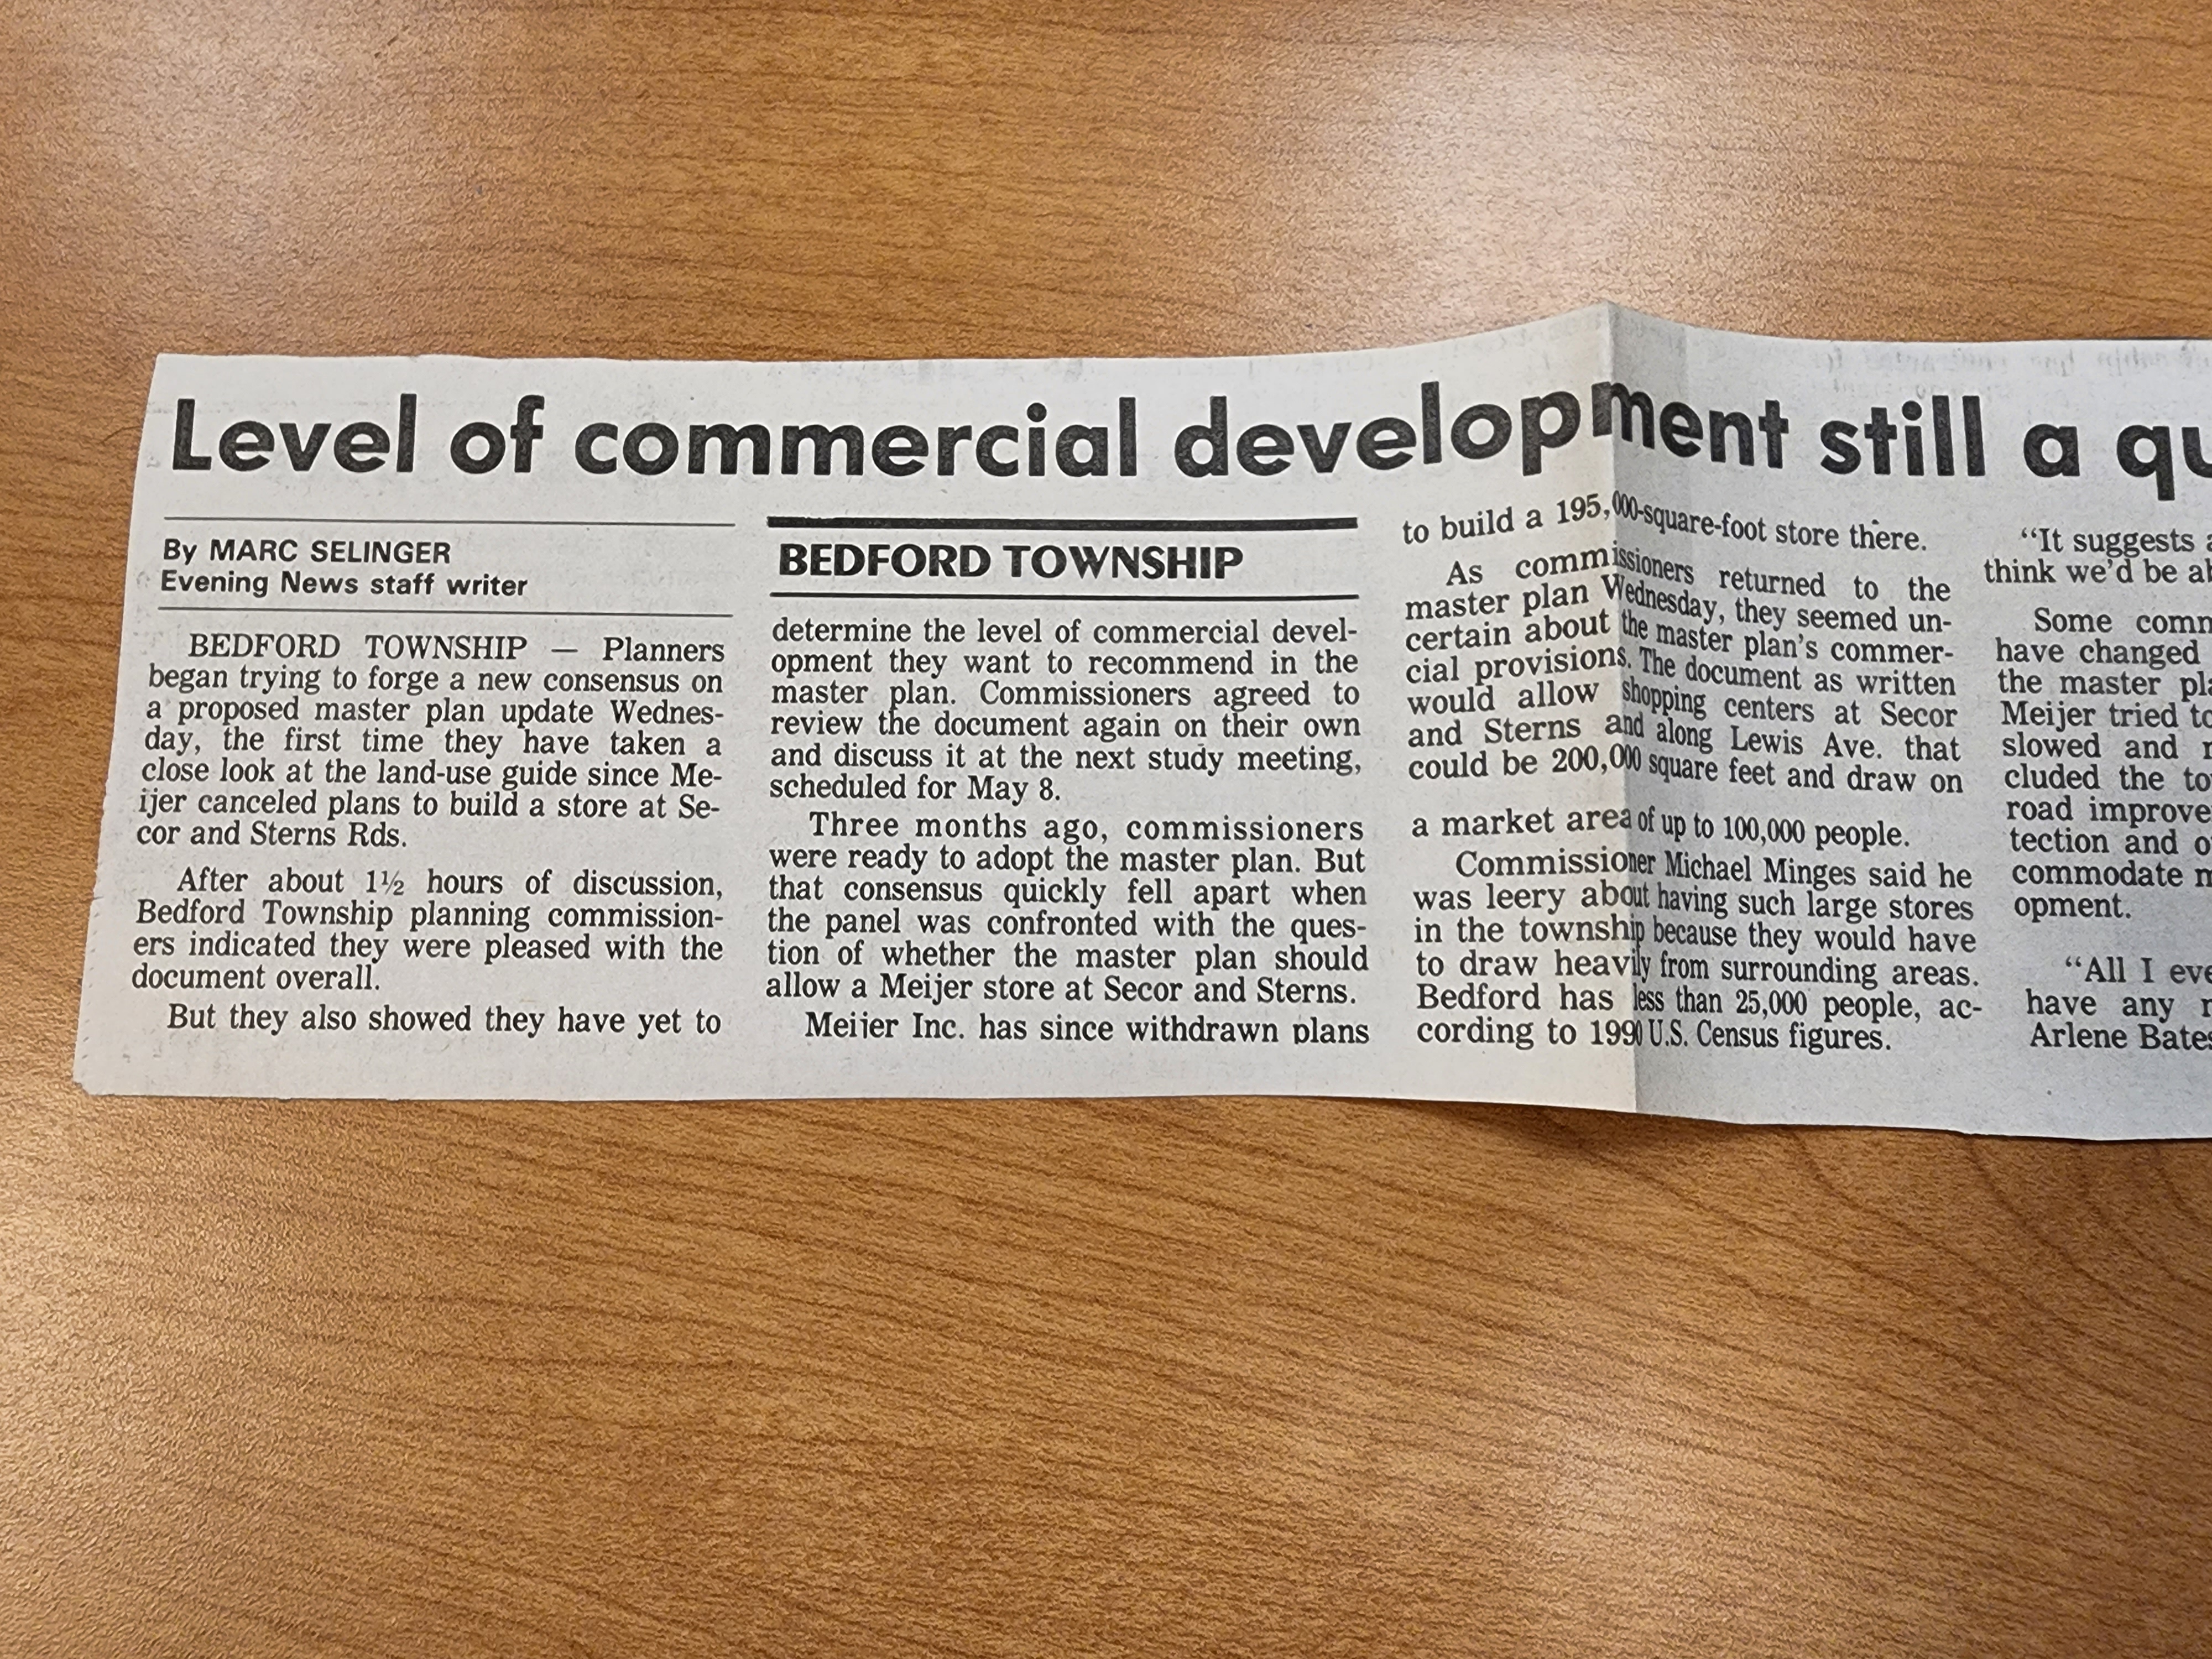 Level of commercial development still a qu
By MARC SELINGER
Evening News staff writer
BEDFORD TOWNSHIP — Planners
began trying to forge a new consensus on
a proposed master plan update Wednes-
day, the first time they have taken a
close look at the land-use guide since Me-
ijer canceled plans to build a store at Se-
cor and Sterns Rds.
After about 1½ hours of discussion,
Bedford Township planning commission-
ers indicated they were pleased with the
document overall.
But they also showed they have yet to
BEDFORD TOWNSHIP
determine the level of commercial devel-
opment they want to recommend in the
master plan. Commissioners agreed to
review the document again on their own
and discuss it at the next study meeting,
scheduled for May 8.
Three months ago, commissioners
were ready to adopt the master plan. But
that consensus quickly fell apart when
the panel was confronted with the ques-
tion of whether the master plan should
allow a Meijer store at Secor and Sterns.
Meijer Inc. has since withdrawn plans
to build a 195,000-square-foot store there.
As commissioners returned to the
master plan Wednesday, they seemed un-
certain about the master plan's commer-
cial provisions. The document as written
would allow shopping centers at Secor
and Sterns and along Lewis Ave. that
could be 200,000 square feet and draw on
a market area of up to 100,000 people.
Commissioner Michael Minges said he
was leery about having such large stores
in the township because they would have
to draw heavily from surrounding areas.
Bedford has less than 25,000 people, ac-
cording to 1990 U.S. Census figures.
"It suggests
think we'd be
Some comm
have changed
the master pla
Meijer tried to
slowed and
cluded the to
road improve
tection and
commodate
opment.
"All I eve
have any
Arlene Bates